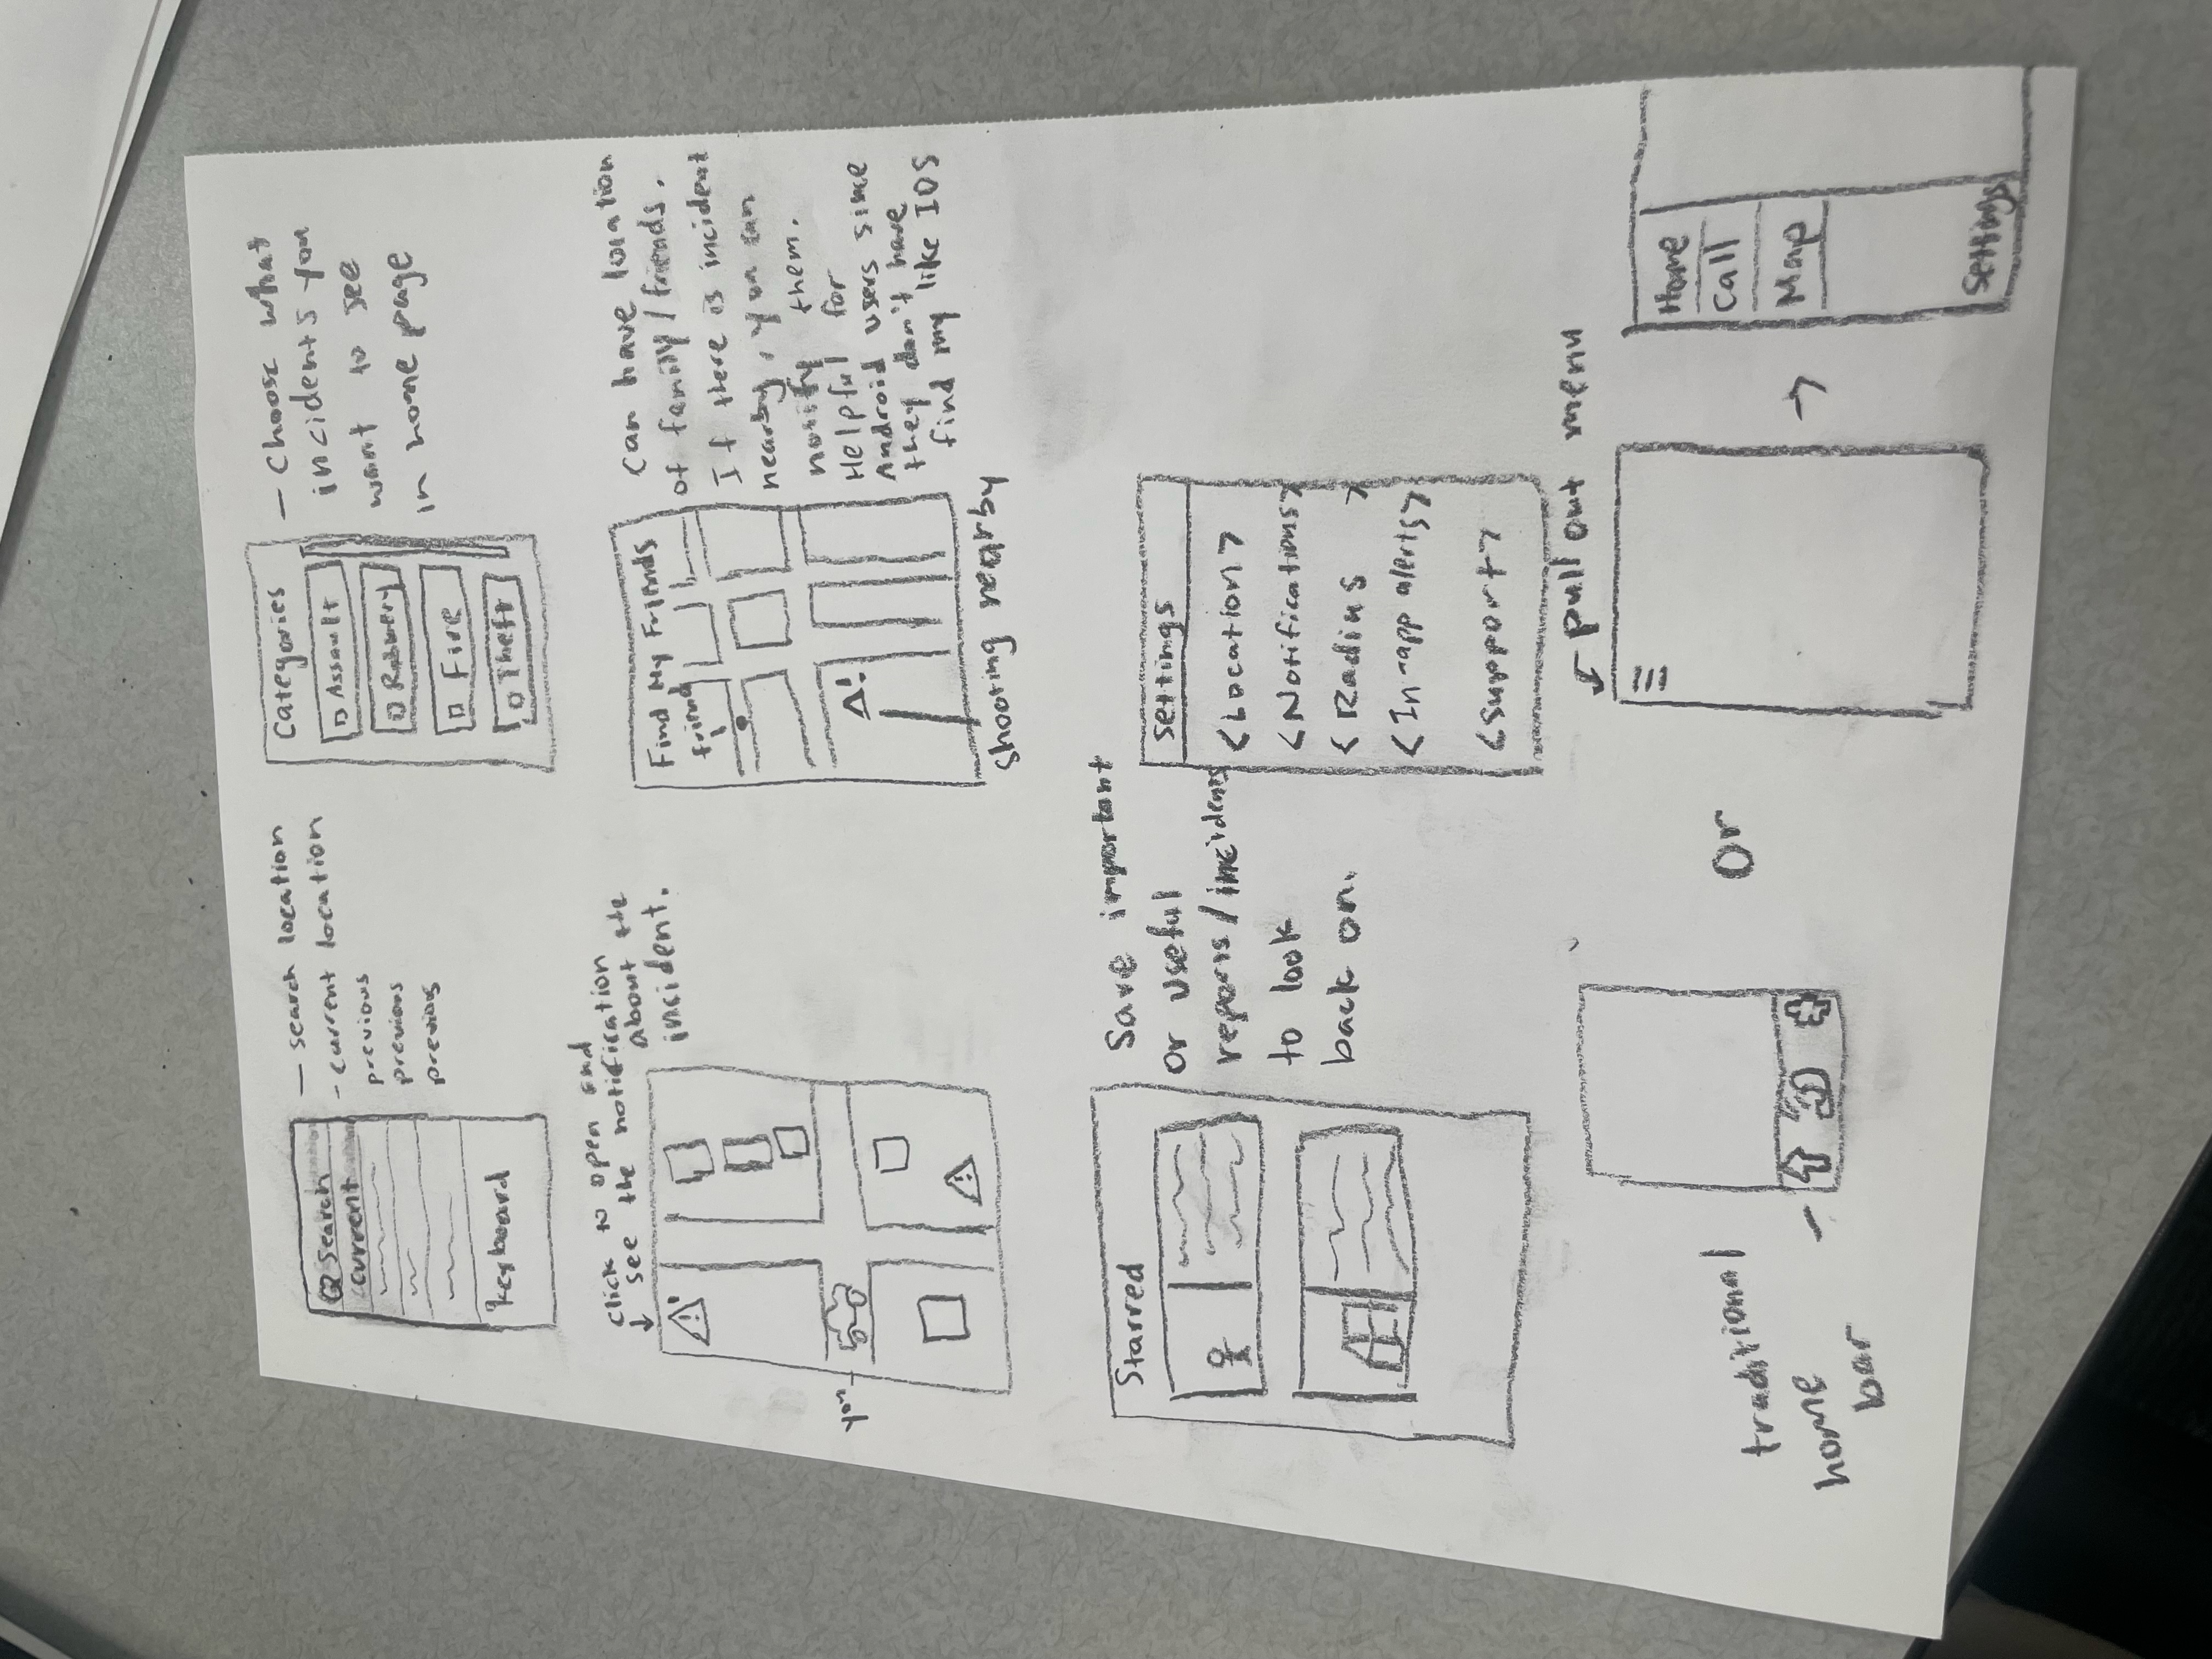 Search
current
keyboard
— search location
- current location
previous
previous
previous
Categories
Assault
Robbery
Fire
Theft
— Choose what
incidents you
want to see
in home page
click to open and
see the notification
about the
incident.
you
Find My Friends
friend
Shooting nearby
can have location
of family/friends.
If there is incident
nearby, you can
notify them.
Helpful for
Android users since
they don't have
find my like IOS
Starred
Save important
or useful
reports/incidents
to look
back on.
Settings
<Location>
<Notifications>
< Radius >
<In-app alerts>
<Support>
traditional
home
bar
or
pull out menu
Home
Call
Map
Settings